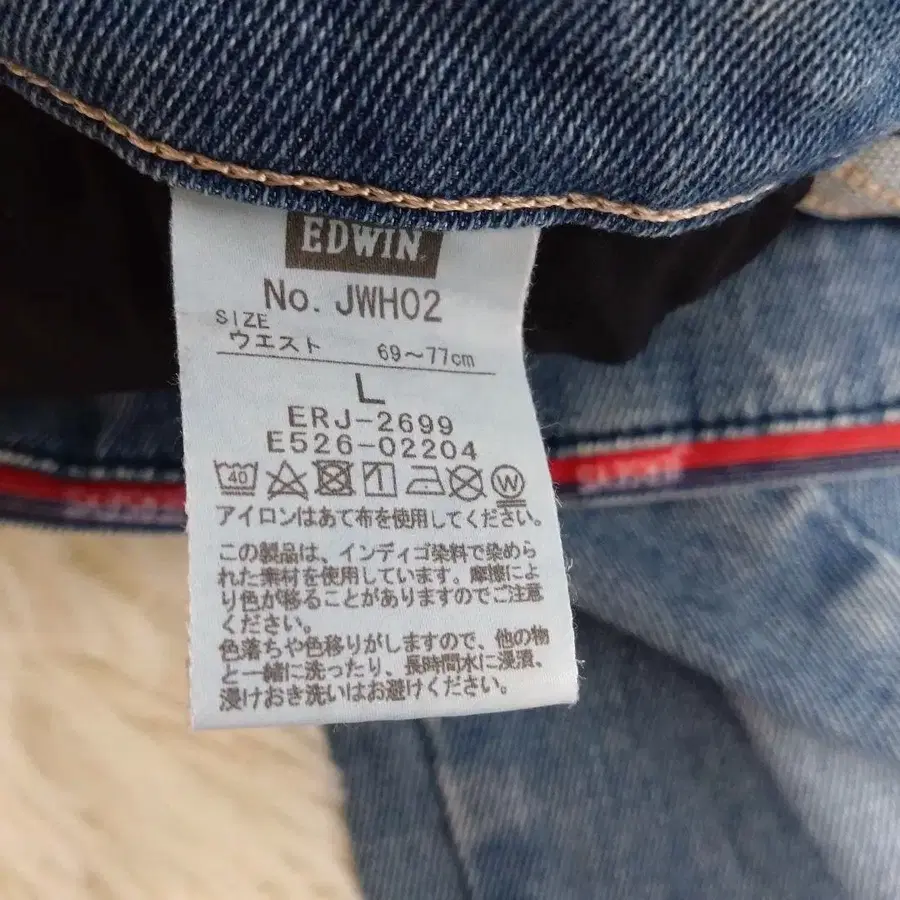 EDWIN
No. JWH02
SIZE
ウエスト 69～77cm
L
ERJ-2699
E526-02204
40 W
アイロンはあて布を使用してください。
この製品は、インディゴ染料で染めら
れた素材を使用しています。摩擦によ
り色が移ることがありますのでご注意
ください。
色落ちや色移りがしますので、他の物
と一緒に洗ったり、長時間水に浸漬、
浸けおき洗いはお避けください。